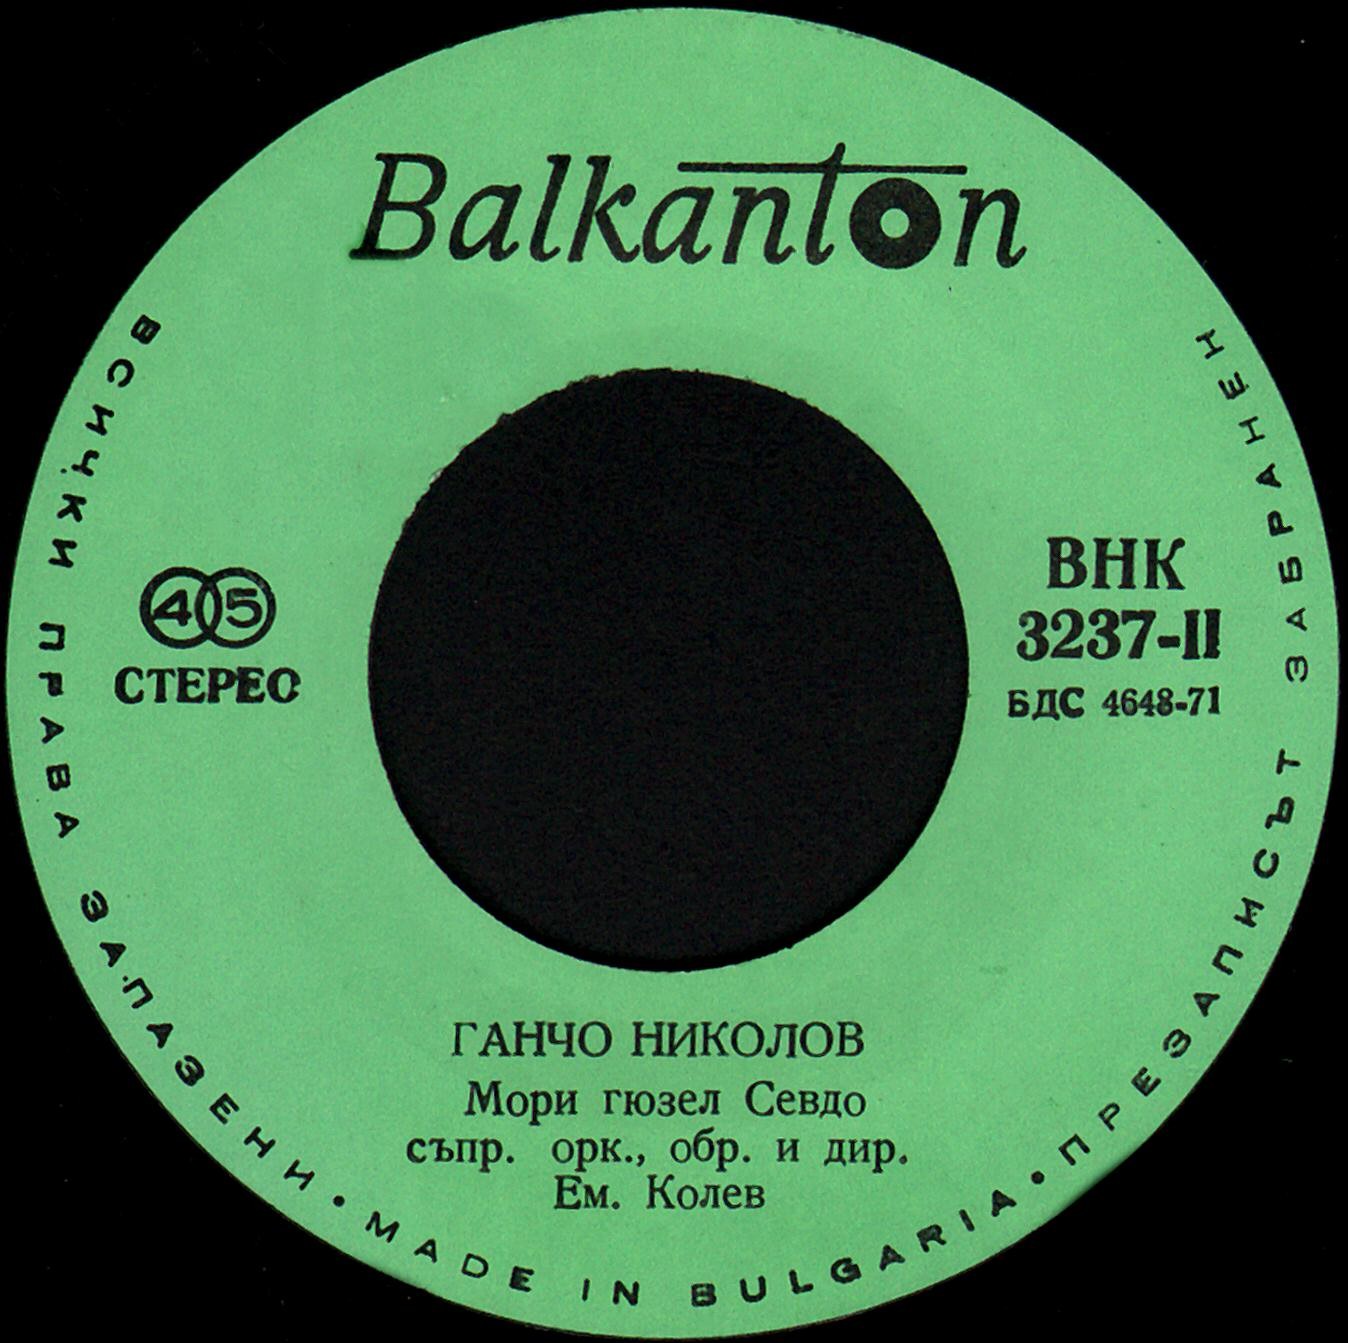 Balkanton
45
СТЕРЕО
ВНК
3237-II
БДС 4648-71
ГАНЧО НИКОЛОВ
Мори гюзел Севдо
съпр. орк., обр. и дир.
Ем. Колев
ВСИЧКИ ПРАВА ЗАПАЗЕНИ • MADE IN BULGARIA • ПРЕЗАПИСЪТ ЗАБРАНЕН